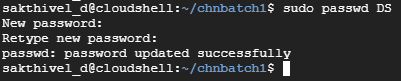 sakthivel_d@cloudshell:~/chnbatch1$ sudo passwd DS
New password:
Retype new password:
passwd: password updated successfully
sakthivel_d@cloudshell:~/chnbatch1$